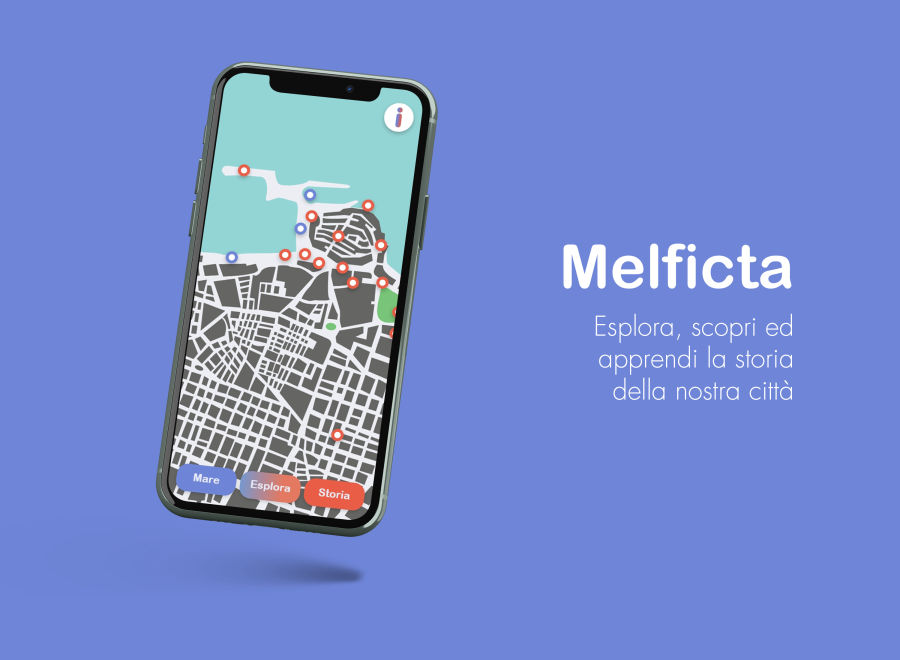 Melficta
Esplora, scopri ed
apprendi la storia
della nostra città
i
Mare
Esplora
Storia